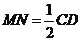 MN = 1/2 CD